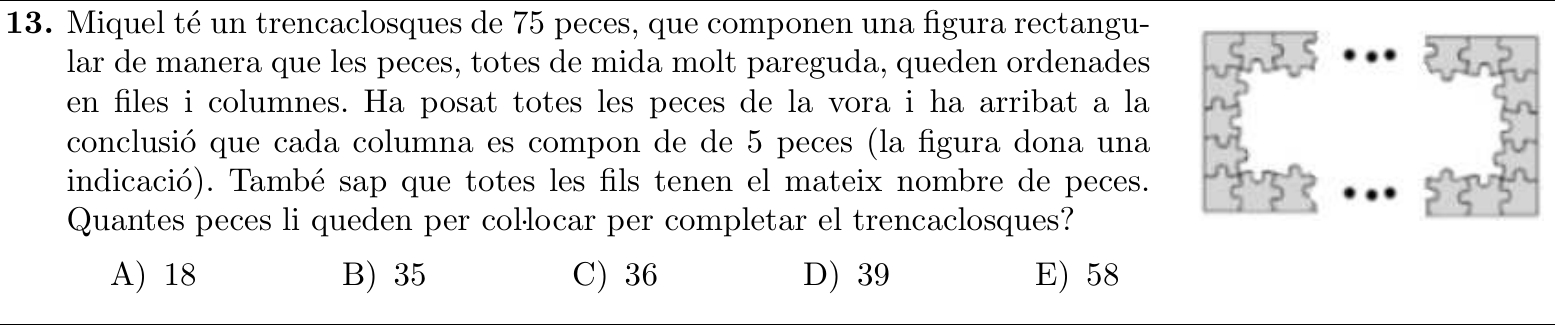 13. Miquel té un trencaclosques de 75 peces, que componen una figura rectangu-
lar de manera que les peces, totes de mida molt pareguda, queden ordenades
en files i columnes. Ha posat totes les peces de la vora i ha arribat a la
conclusió que cada columna es compon de de 5 peces (la figura dona una
indicació). També sap que totes les fils tenen el mateix nombre de peces.
Quantes peces li queden per col·locar per completar el trencaclosques?
A) 18 B) 35 C) 36 D) 39 E) 58